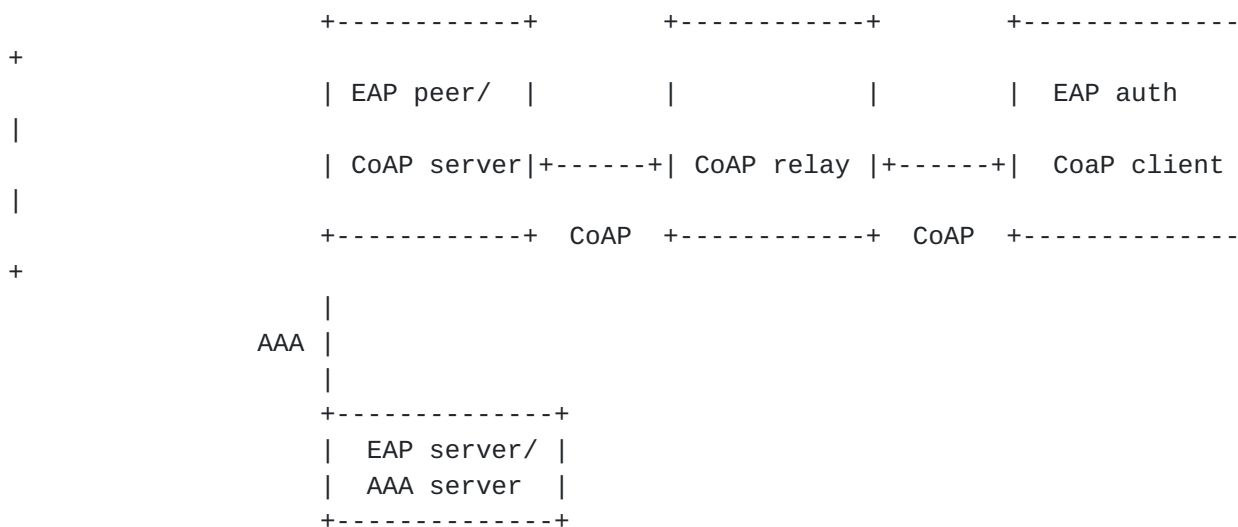 +------------+ +------------+ +--------------
+
| EAP peer/ | | | | EAP auth
|
| CoAP server|+------+| CoAP relay |+------+| CoaP client
|
+------------+ CoAP +------------+ CoAP +--------------
+
|
AAA |
|
+--------------+
| EAP server/ |
| AAA server |
+--------------+